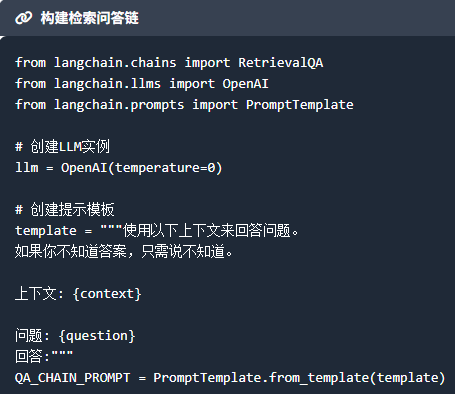 构建检索问答链
from langchain.chains import RetrievalQA
from langchain.llms import OpenAI
from langchain.prompts import PromptTemplate
# 创建LLM实例
llm = OpenAI(temperature=0)
# 创建提示模板
template = """使用以下上下文来回答问题。
如果你不知道答案，只需说不知道。
上下文: {context}
问题: {question}
回答:"""
QA_CHAIN_PROMPT = PromptTemplate.from_template(template)